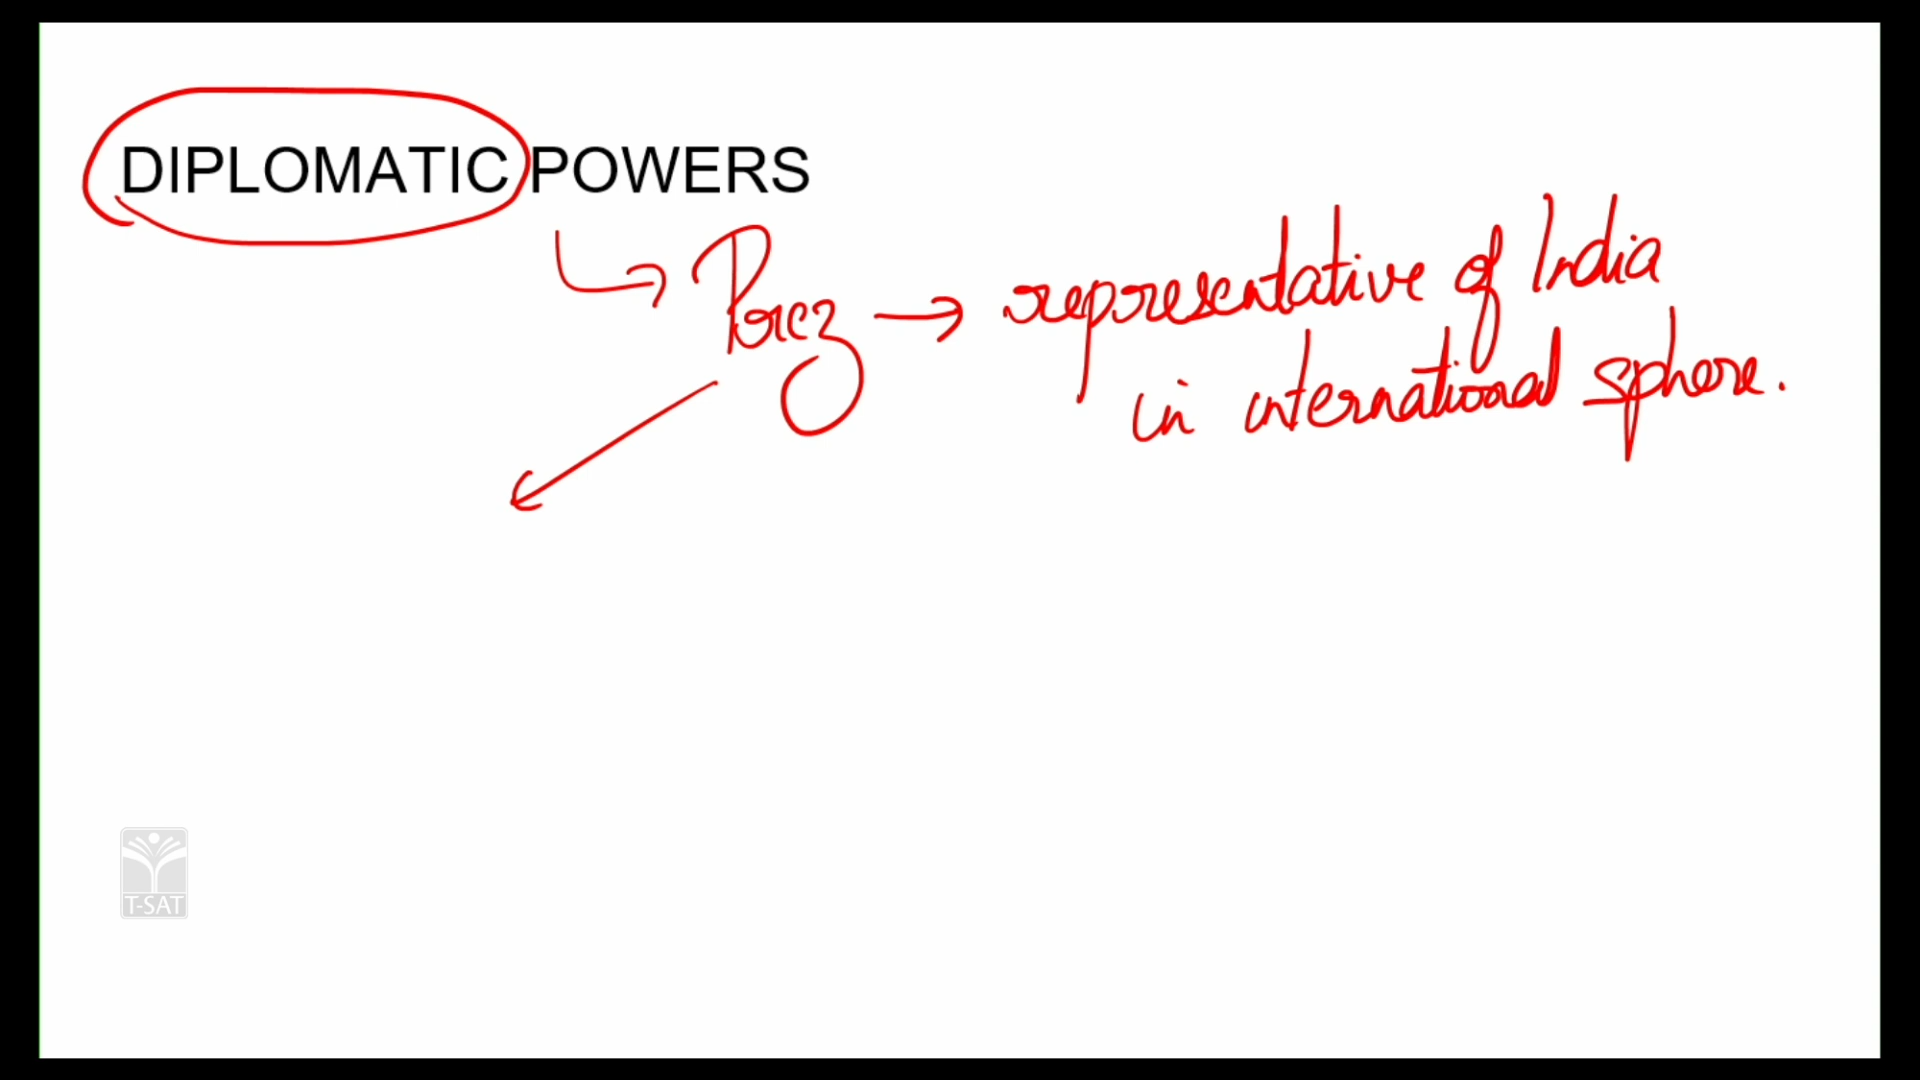 DIPLOMATIC POWERS
Prez → representative of India
in international sphere.
T-SAT